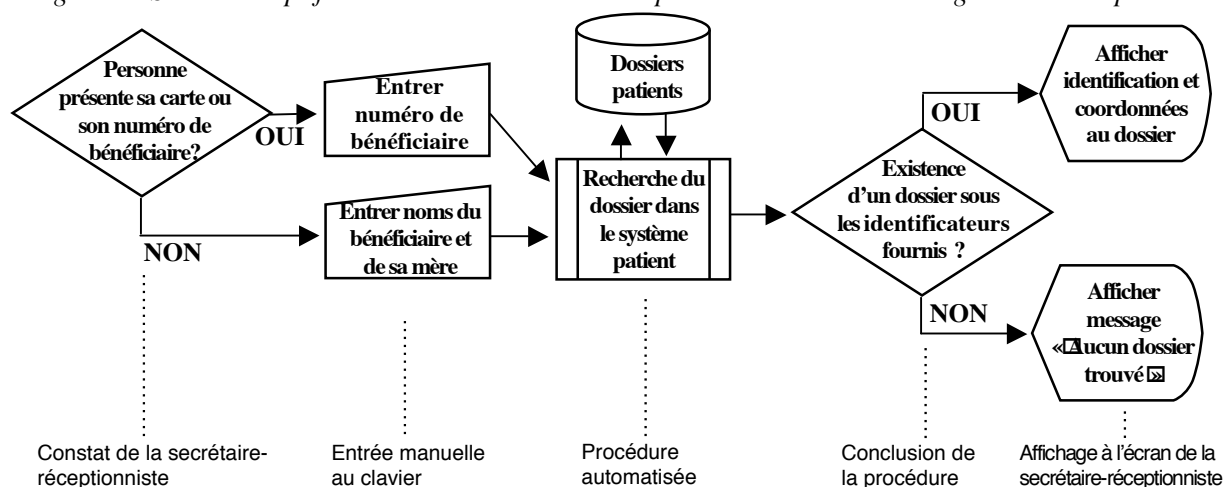 Personne
présente sa carte ou
son numéro de
bénéficiaire?
OUI
NON
Entrer
numéro de
bénéficiaire
Entrer noms du
bénéficiaire et
de sa mère
Dossiers
patients
Recherche du
dossier dans
le système
patient
Existence
d'un dossier sous
les identificateurs
fournis ?
OUI
NON
Afficher
identification et
coordonnées
au dossier
Afficher
message
« Aucun dossier
trouvé »
Constat de la secrétaire-
réceptionniste
Entrée manuelle
au clavier
Procédure
automatisée
Conclusion de
la procédure
Affichage à l'écran de la
secrétaire-réceptionniste